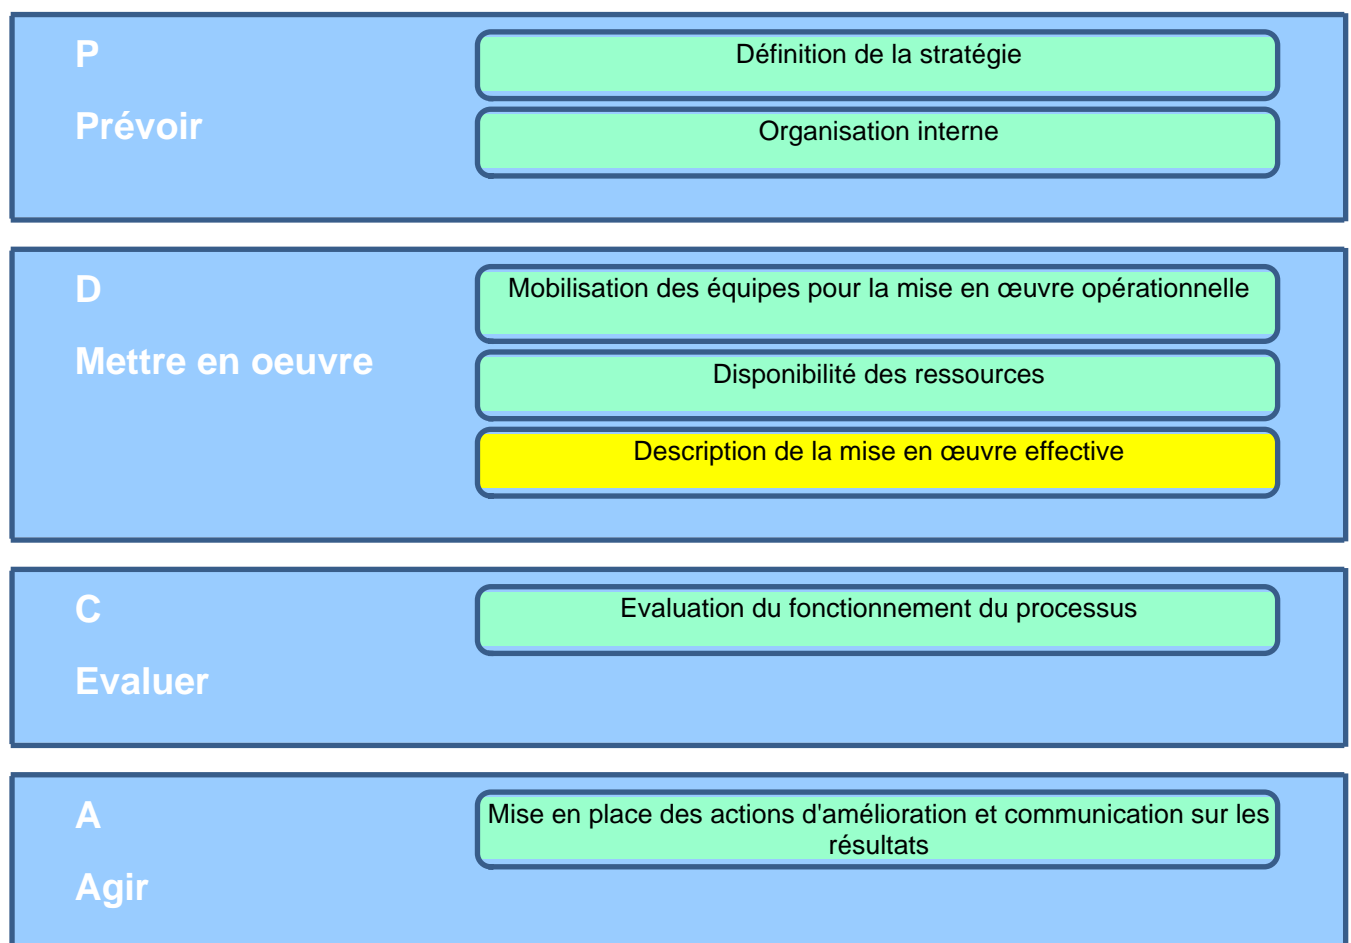 P
Prévoir
Définition de la stratégie
Organisation interne
D
Mettre en oeuvre
Mobilisation des équipes pour la mise en œuvre opérationnelle
Disponibilité des ressources
Description de la mise en œuvre effective
C
Evaluer
Evaluation du fonctionnement du processus
A
Agir
Mise en place des actions d'amélioration et communication sur les
résultats